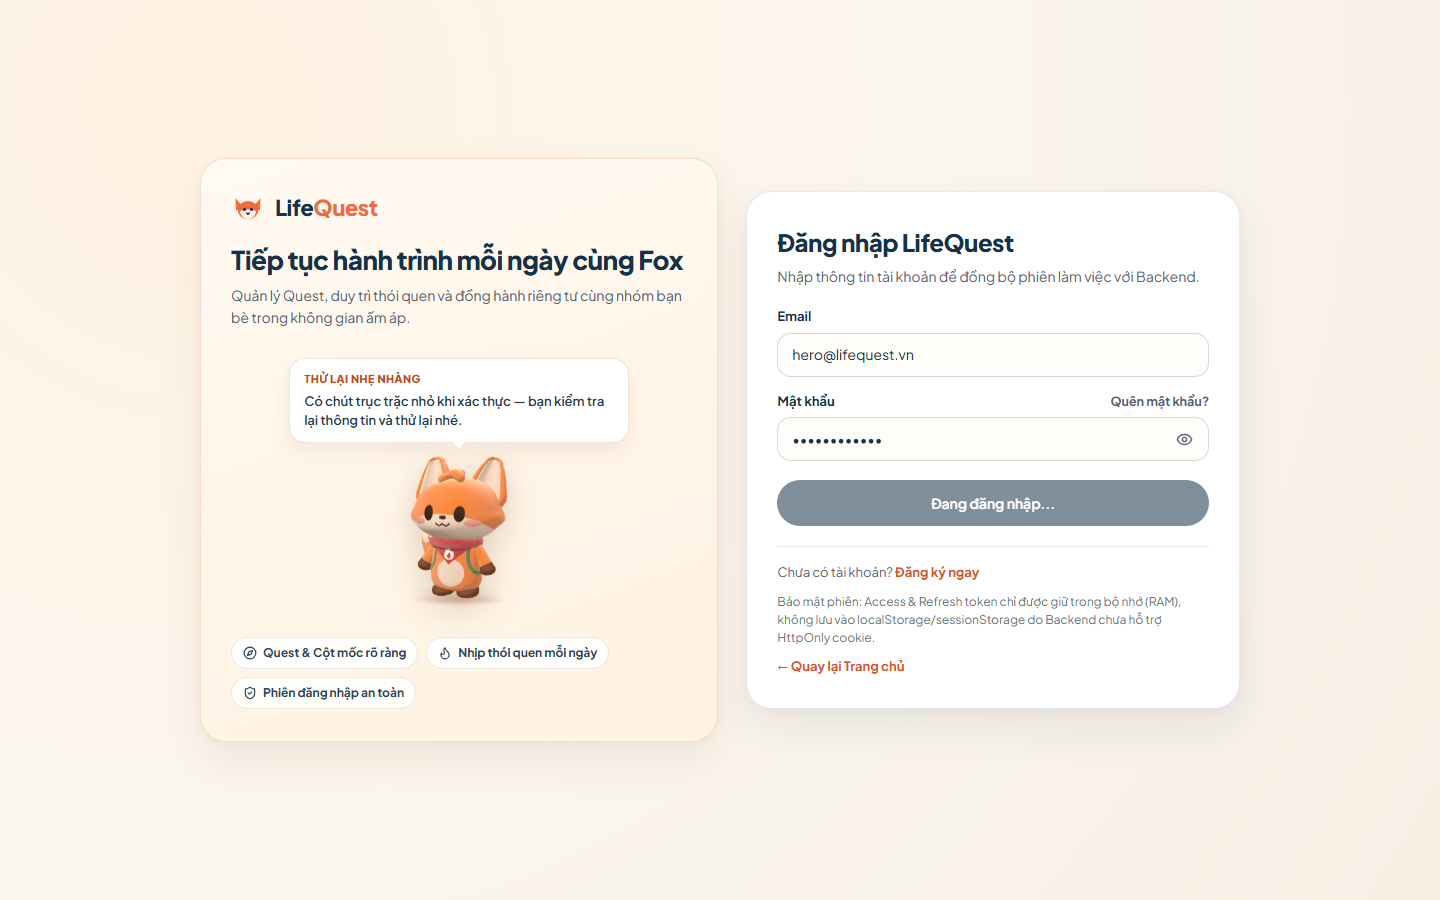 LifeQuest
Tiếp tục hành trình mỗi ngày cùng Fox
Quản lý Quest, duy trì thói quen và đồng hành riêng tư cùng nhóm bạn
bè trong không gian ấm áp.
THỬ LẠI NHẸ NHÀNG
Có chút trục trặc nhỏ khi xác thực — bạn kiểm tra
lại thông tin và thử lại nhé.
Quest & Cột mốc rõ ràng
Nhịp thói quen mỗi ngày
Phiên đăng nhập an toàn
Đăng nhập LifeQuest
Nhập thông tin tài khoản để đồng bộ phiên làm việc với Backend.
Email
hero@lifequest.vn
Mật khẩu
Quên mật khẩu?
••••••••••••
Đang đăng nhập...
Chưa có tài khoản? Đăng ký ngay
Bảo mật phiên: Access & Refresh token chỉ được giữ trong bộ nhớ (RAM),
không lưu vào localStorage/sessionStorage do Backend chưa hỗ trợ
HttpOnly cookie.
← Quay lại Trang chủ